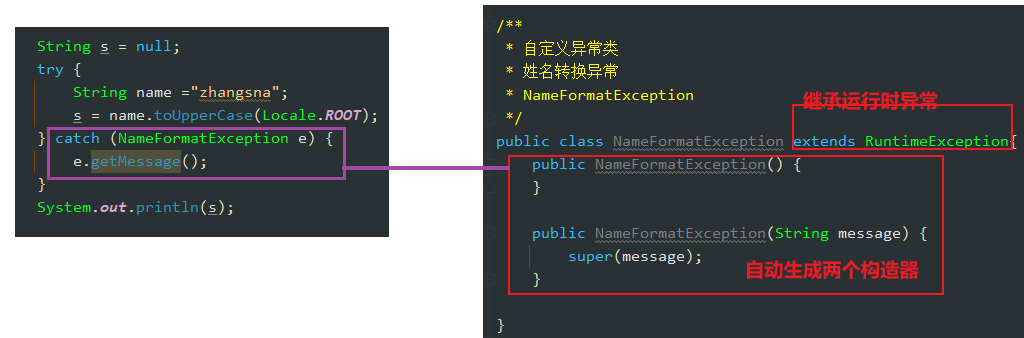 String s = null;
try {
String name ="zhangsna";
s = name.toUpperCase(Locale.ROOT);
} catch (NameFormatException e) {
e.getMessage();
}
System.out.println(s);
/**
* 自定义异常类
* 姓名转换异常
* NameFormatException
*/
继承运行时异常
public class NameFormatException extends RuntimeException{
public NameFormatException() {
}
public NameFormatException(String message) {
super(message);
}
自动生成两个构造器
}